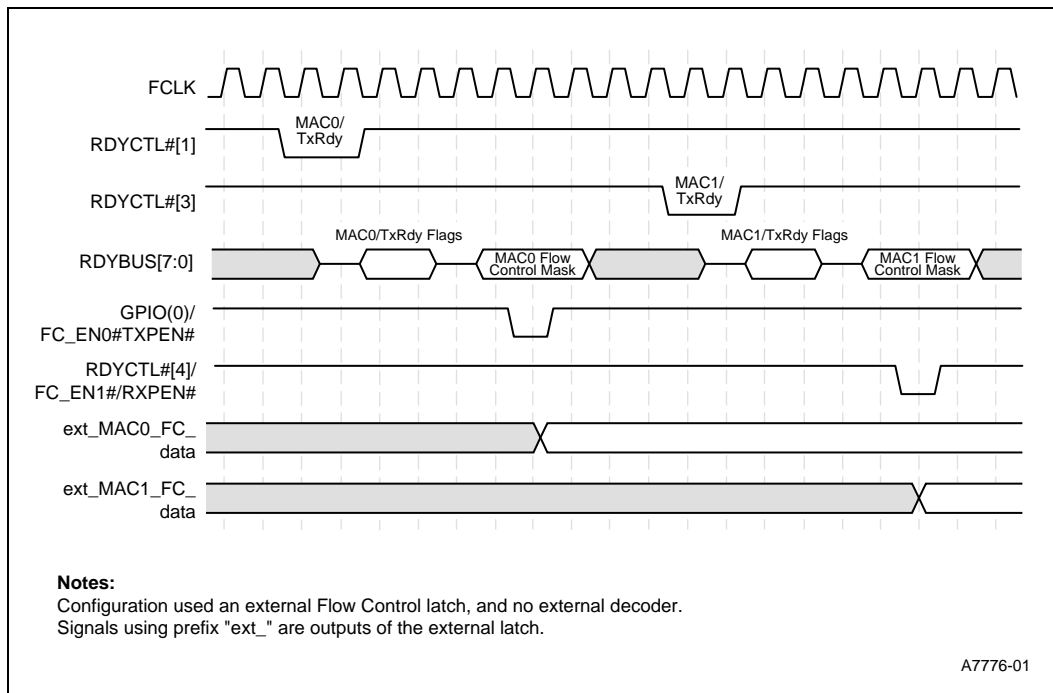 FCLK
MAC0/
TxRdy
RDYCTL#[1]
MAC1/
TxRdy
RDYCTL#[3]
MAC0/TxRdy Flags
MAC1/TxRdy Flags
RDYBUS[7:0]
MAC0 Flow
Control Mask
MAC1 Flow
Control Mask
GPIO(0)/
FC_EN0#TXPEN#
RDYCTL#[4]/
FC_EN1#/RXPEN#
ext_MAC0_FC_
data
ext_MAC1_FC_
data
Notes:
Configuration used an external Flow Control latch, and no external decoder.
Signals using prefix "ext_" are outputs of the external latch.
A7776-01